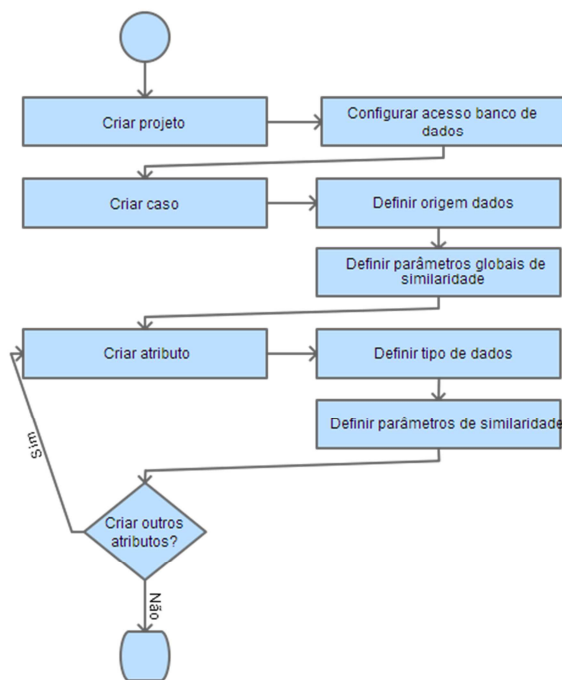 Criar projeto
Configurar acesso banco de
dados
Criar caso
Definir origem dados
Definir parâmetros globais de
similaridade
Criar atributo
Definir tipo de dados
Definir parâmetros de similaridade
Sim
Criar outros
atributos?
Não